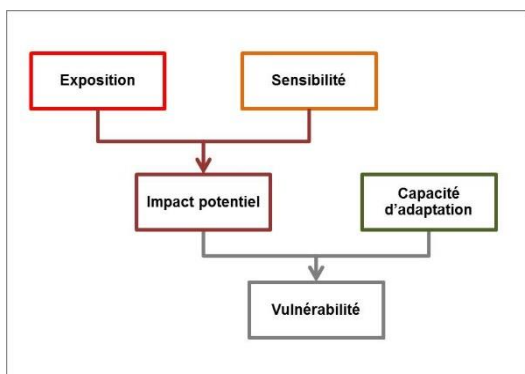 Exposition
Sensibilité
Impact potentiel
Capacité
d'adaptation
Vulnérabilité